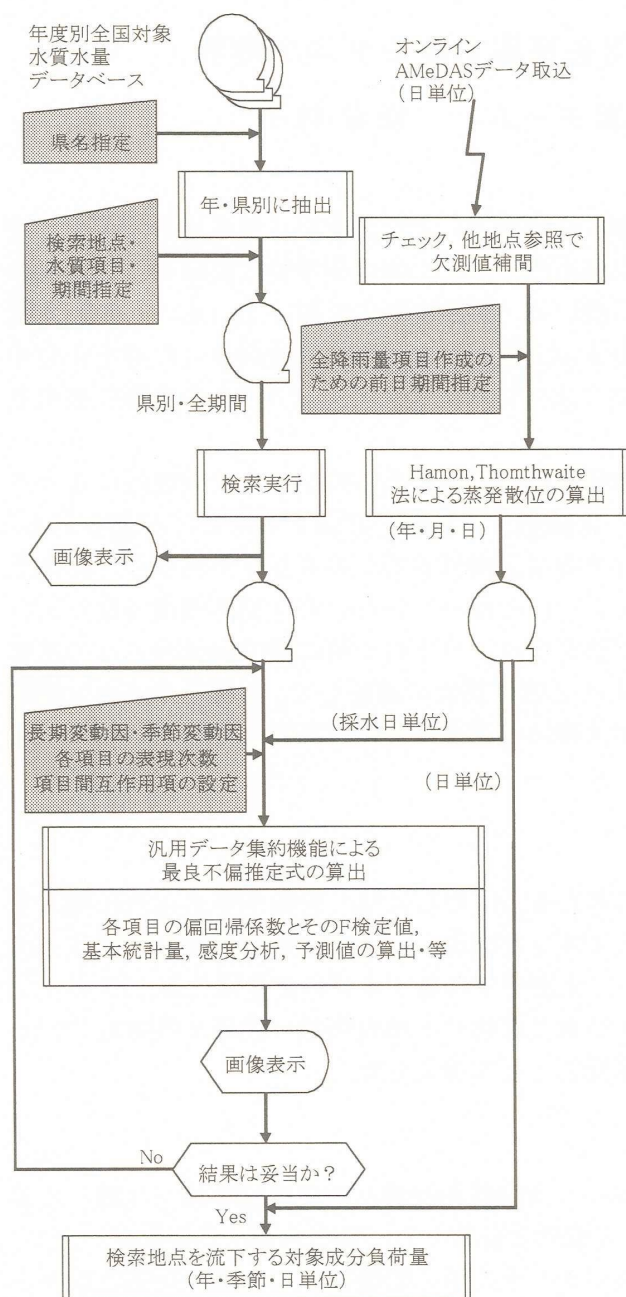 年度別全国対象
水質水量
データベース
オンライン
AMeDASデータ取込
(日単位)
県名指定
年・県別に抽出
検索地点・
水質項目・
期間指定
チェック, 他地点参照で
欠測値補間
全降雨量項目作成の
ための前日期間指定
県別・全期間
検索実行
Hamon,Thomthwaite
法による蒸発散位の算出
(年・月・日)
画像表示
長期変動因・季節変動因
各項目の表現次数
項目間互作用項の設定
(採水日単位)
(日単位)
汎用データ集約機能による
最良不偏推定式の算出
各項目の偏回帰係数とそのF検定値,
基本統計量, 感度分析, 予測値の算出・等
画像表示
No
結果は妥当か?
Yes
検索地点を流下する対象成分負荷量
(年・季節・日単位)